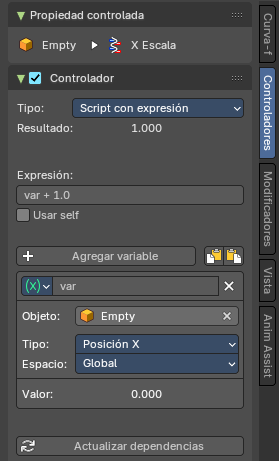 Propiedad controlada
Empty ▶ X Escala
Controlador
Tipo: Script con expresión
Resultado: 1.000
Expresión:
var + 1.0
Usar self
+ Agregar variable
(x) var
Objeto: Empty
Tipo: Posición X
Espacio: Global
Valor: 0.000
Actualizar dependencias
Curva-f
Controladores
Modificadores
Vista
Anim Assist